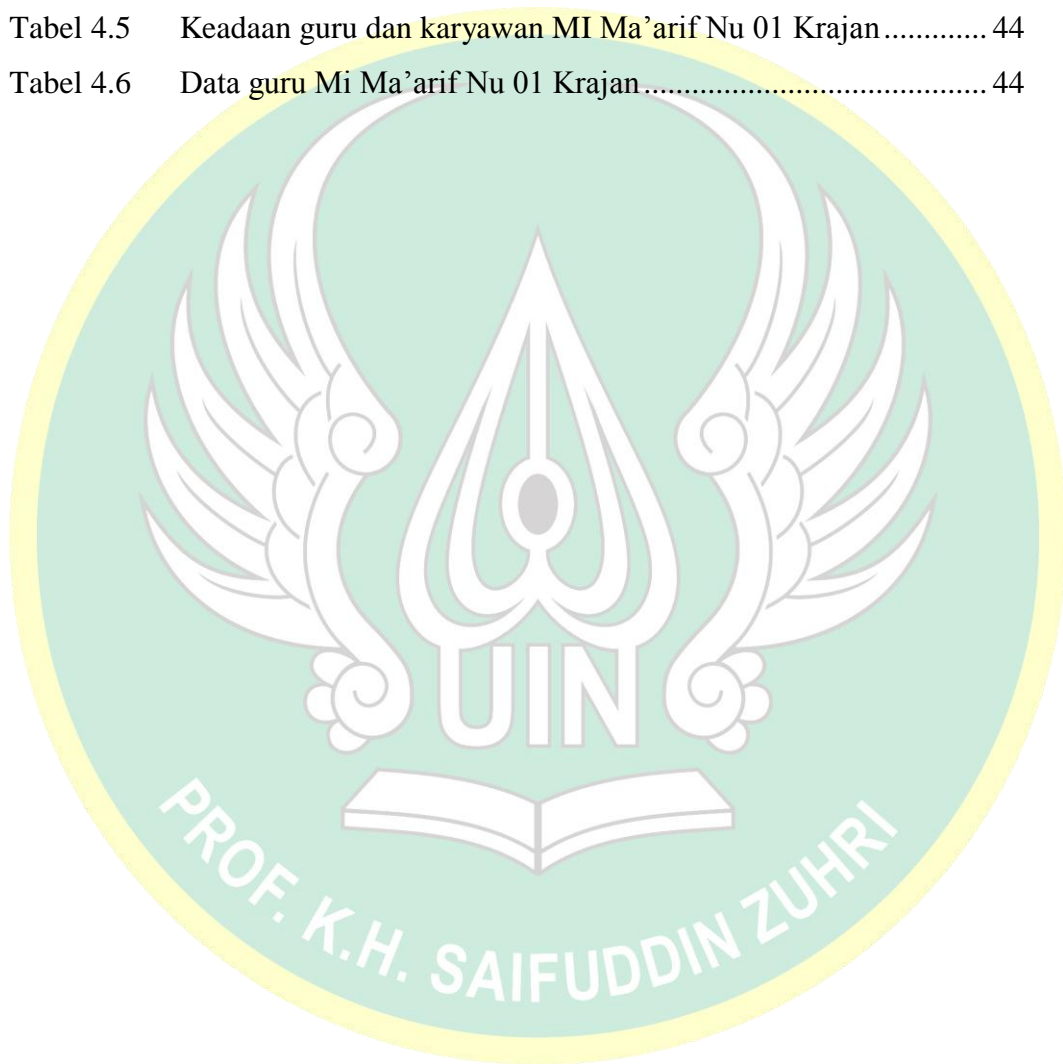 Tabel 4.5 Keadaan guru dan karyawan MI Ma’arif Nu 01 Krajan............. 44
Tabel 4.6 Data guru Mi Ma’arif Nu 01 Krajan........................................... 44
UIN
PROF. K.H. SAIFUDDIN ZUHRI